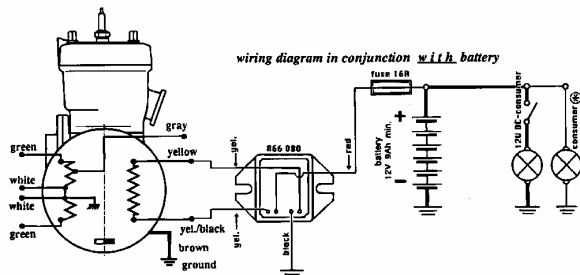 wiring diagram in conjunction with battery
fuse 16A
gray
green
yellow
yel.
866 080
red
+
battery
12V 9Ah min.
-
12V DC-consumer
consumer
white
white
green
yel./black
yel.
brown
ground
black